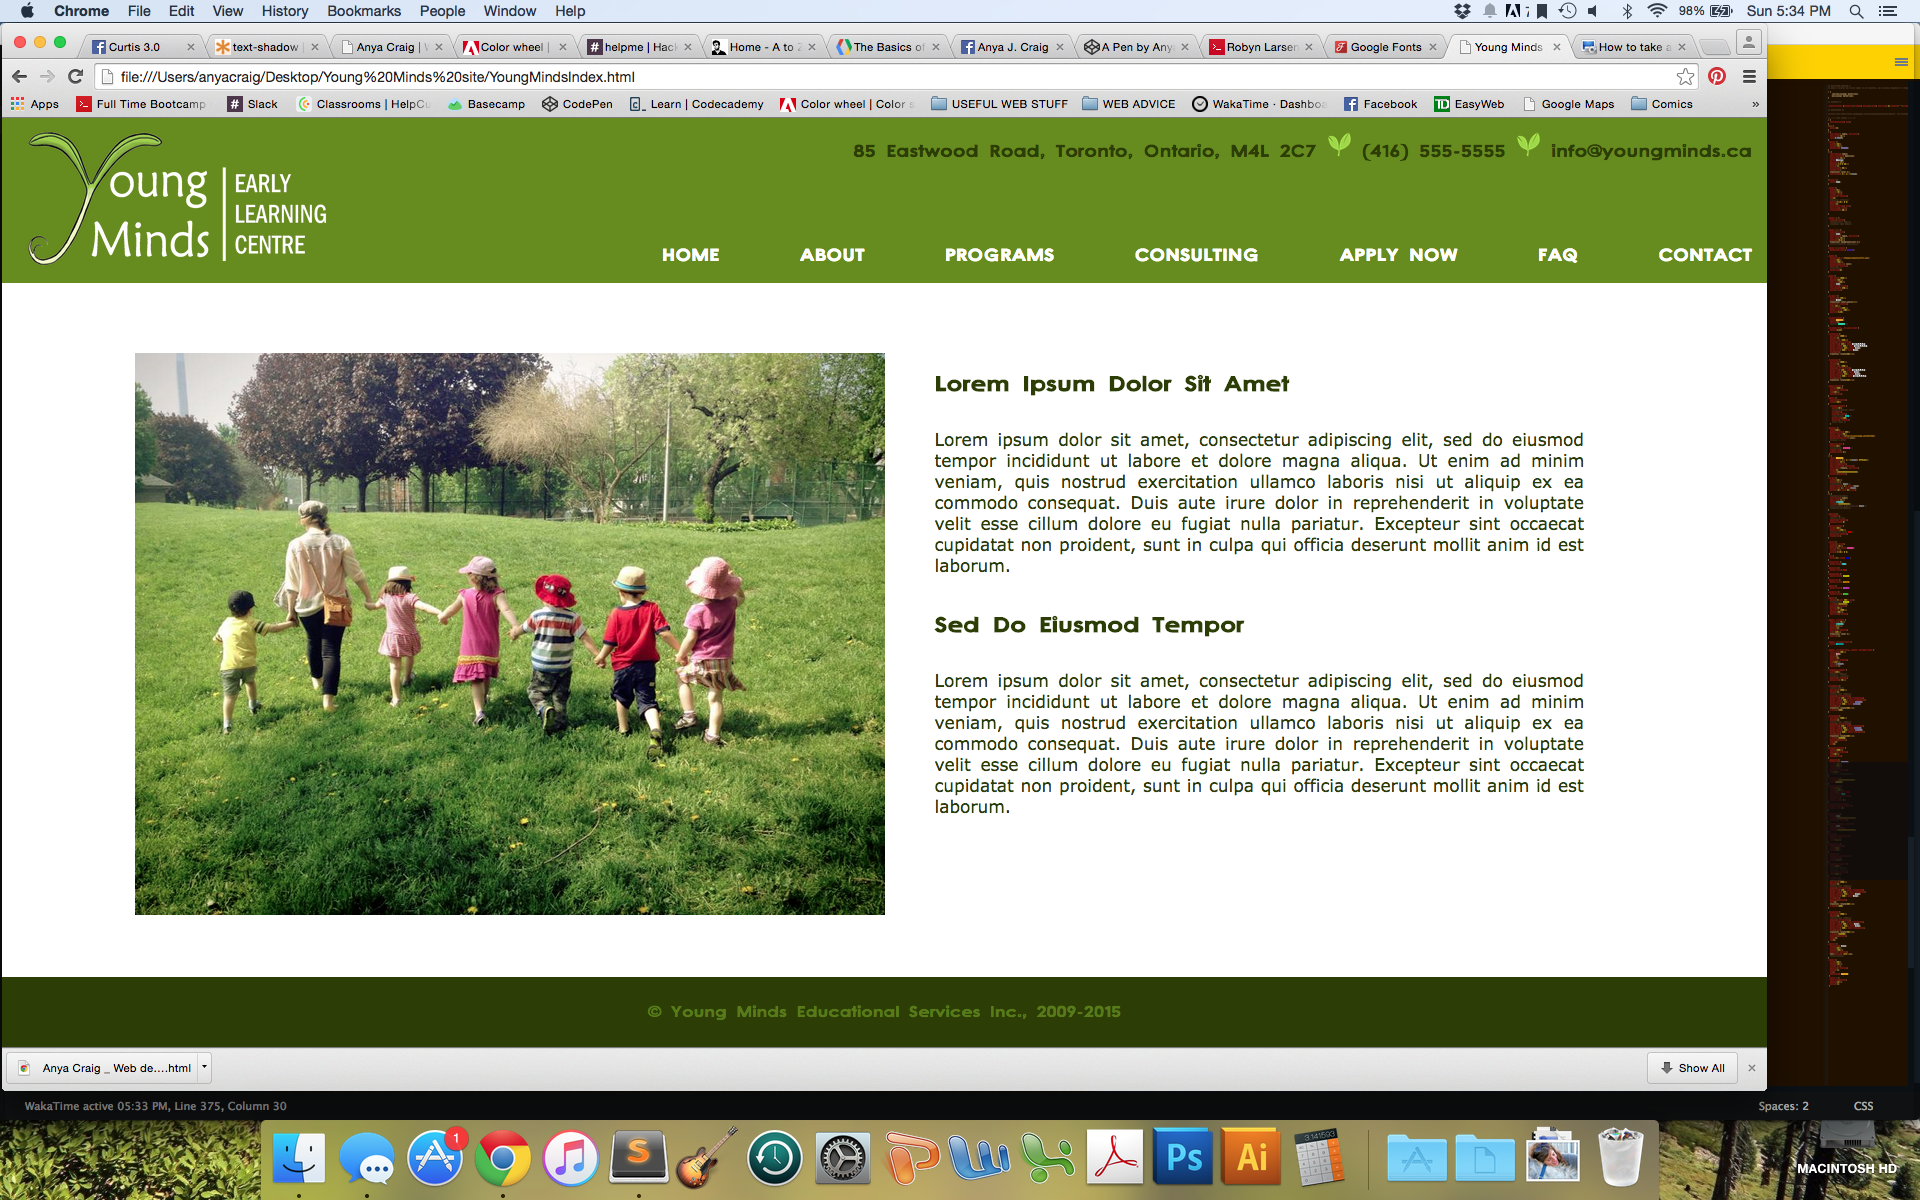 Chrome File Edit View History Bookmarks People Window Help 98% Sun 5:34 PM
Curtis 3.0 text-shadow Anya Craig | Color wheel | helpme | Hac Home - A to The Basics of Anya J. Craig A Pen by Any Robyn Larsen Google Fonts Young Minds How to take a
file:///Users/anyacraig/Desktop/Young%20Minds%20site/YoungMindsIndex.html
Apps Full Time Bootcamp Slack Classrooms | HelpCu Basecamp CodePen Learn | Codecademy Color wheel | Color USEFUL WEB STUFF WEB ADVICE WakaTime · Dashbo Facebook EasyWeb Google Maps Comics »
Young Minds
EARLY
LEARNING
CENTRE
85 Eastwood Road, Toronto, Ontario, M4L 2C7 (416) 555-5555 info@youngminds.ca
HOME ABOUT PROGRAMS CONSULTING APPLY NOW FAQ CONTACT
Lorem Ipsum Dolor Sit Amet
Lorem ipsum dolor sit amet, consectetur adipiscing elit, sed do eiusmod
tempor incididunt ut labore et dolore magna aliqua. Ut enim ad minim
veniam, quis nostrud exercitation ullamco laboris nisi ut aliquip ex ea
commodo consequat. Duis aute irure dolor in reprehenderit in voluptate
velit esse cillum dolore eu fugiat nulla pariatur. Excepteur sint occaecat
cupidatat non proident, sunt in culpa qui officia deserunt mollit anim id est
laborum.
Sed Do Eiusmod Tempor
Lorem ipsum dolor sit amet, consectetur adipiscing elit, sed do eiusmod
tempor incididunt ut labore et dolore magna aliqua. Ut enim ad minim
veniam, quis nostrud exercitation ullamco laboris nisi ut aliquip ex ea
commodo consequat. Duis aute irure dolor in reprehenderit in voluptate
velit esse cillum dolore eu fugiat nulla pariatur. Excepteur sint occaecat
cupidatat non proident, sunt in culpa qui officia deserunt mollit anim id est
laborum.
© Young Minds Educational Services Inc., 2009-2015
Anya Craig _ Web de....html Show All
WakaTime active 05:33 PM, Line 375, Column 30 Spaces: 2 CSS
1
S
Ps
Ai
MACINTOSH HD